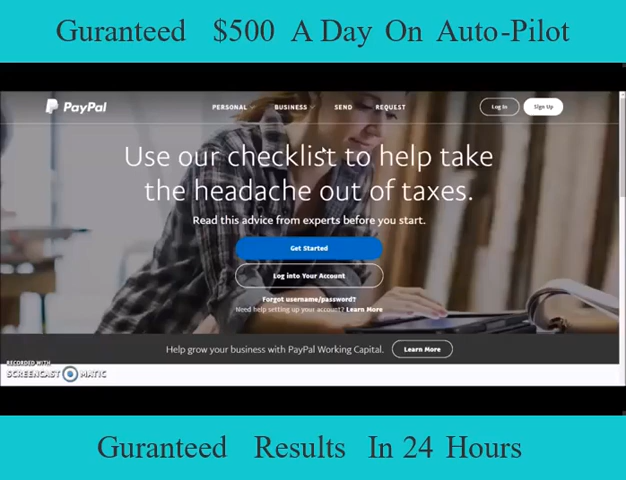 Guranteed $500 A Day On Auto-Pilot
PayPal
PERSONAL BUSINESS SEND REQUEST
Log In Sign Up
Use our checklist to help take
the headache out of taxes.
Read this advice from experts before you start.
Get Started
Log into Your Account
Forgot username/password?
Need help setting up your account? Learn More
Help grow your business with PayPal Working Capital. Learn More
RECORDED WITH
SCREENCAST MATIC
Guranteed Results In 24 Hours